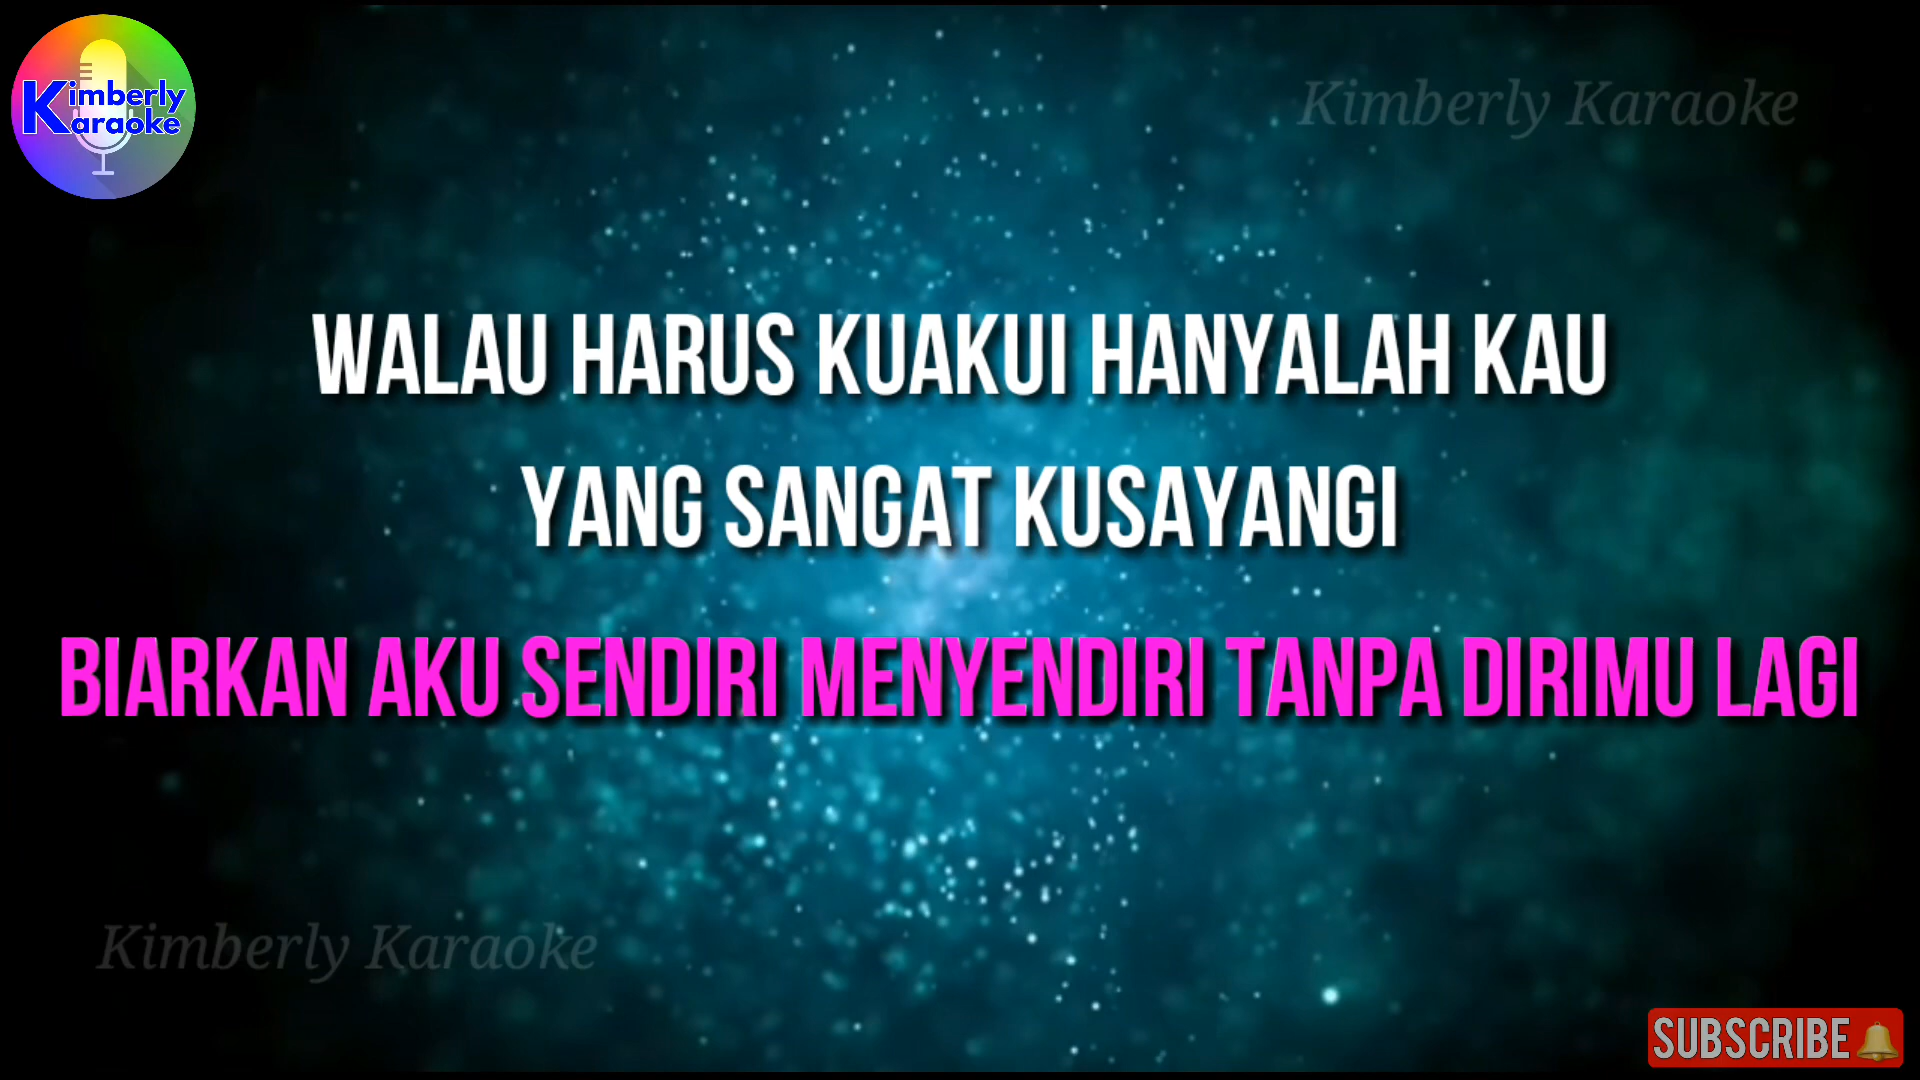 Kimberly
Karaoke
Kimberly Karaoke
WALAU HARUS KUAKUI HANYALAH KAU
YANG SANGAT KUSAYANGI
BIARKAN AKU SENDIRI MENYENDIRI TANPA DIRIMU LAGI
Kimberly Karaoke
SUBSCRIBE